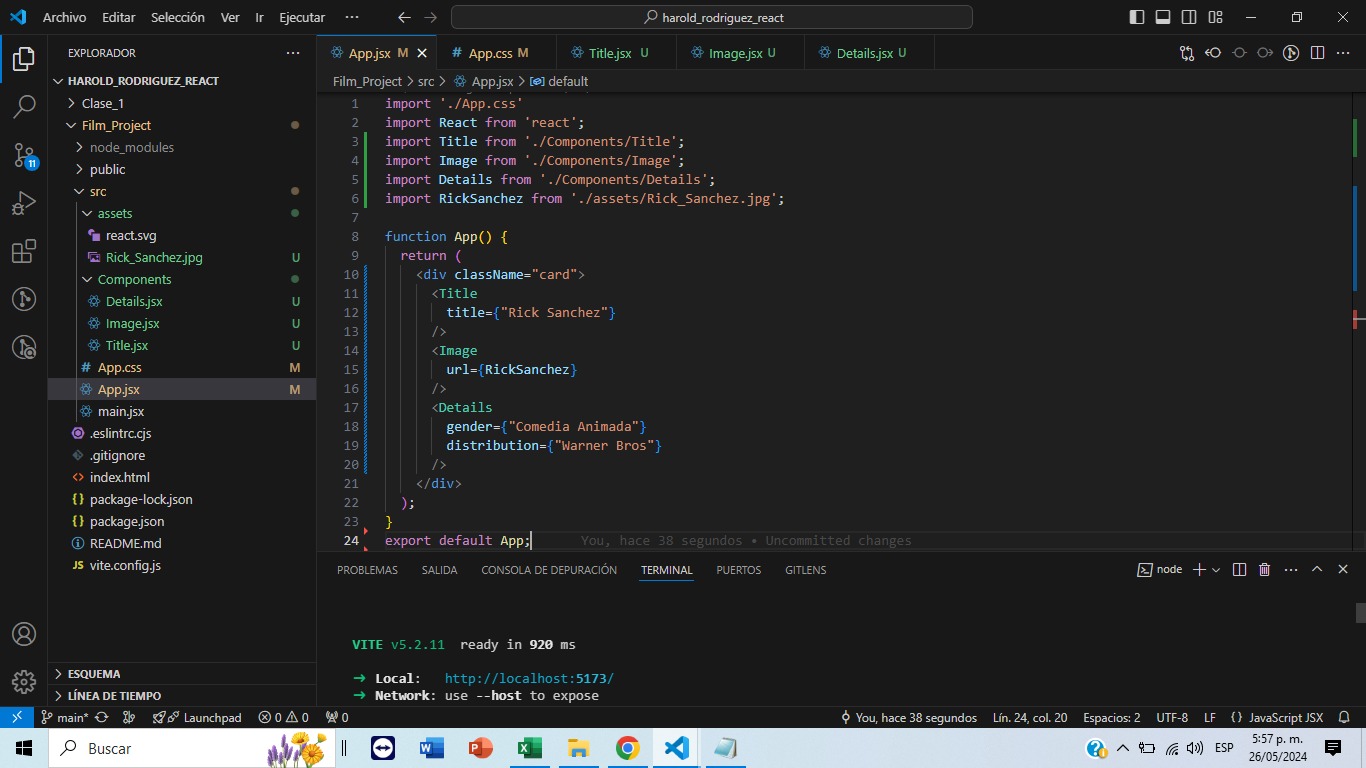 Archivo Editar Selección Ver Ir Ejecutar ··· harold_rodriguez_react
EXPLORADOR ···
HAROLD_RODRIGUEZ_REACT
Clase_1
Film_Project
node_modules
public
src
assets
react.svg
Rick_Sanchez.jpg U
Components
Details.jsx U
Image.jsx U
Title.jsx U
# App.css M
App.jsx M
main.jsx
.eslintrc.cjs
.gitignore
<> index.html
{} package-lock.json
{} package.json
README.md
JS vite.config.js
ESQUEMA
LÍNEA DE TIEMPO
11
App.jsx M # App.css M Title.jsx U Image.jsx U Details.jsx U ···
Film_Project > src > App.jsx > default
1 import './App.css'
2 import React from 'react';
3 import Title from './Components/Title';
4 import Image from './Components/Image';
5 import Details from './Components/Details';
6 import RickSanchez from './assets/Rick_Sanchez.jpg';
7
8 function App() {
9 return (
10 <div className="card">
11 <Title
12 title={"Rick Sanchez"}
13 />
14 <Image
15 url={RickSanchez}
16 />
17 <Details
18 gender={"Comedia Animada"}
19 distribution={"Warner Bros"}
20 />
21 </div>
22 );
23 }
24 export default App; You, hace 38 segundos • Uncommitted changes
PROBLEMAS SALIDA CONSOLA DE DEPURACIÓN TERMINAL PUERTOS GITLENS node ···
VITE v5.2.11 ready in 920 ms
➜ Local: http://localhost:5173/
➜ Network: use --host to expose
main* Launchpad 0 0 0 You, hace 38 segundos Lín. 24, col. 20 Espacios: 2 UTF-8 LF {} JavaScript JSX
Buscar ESP 5:57 p. m.
26/05/2024